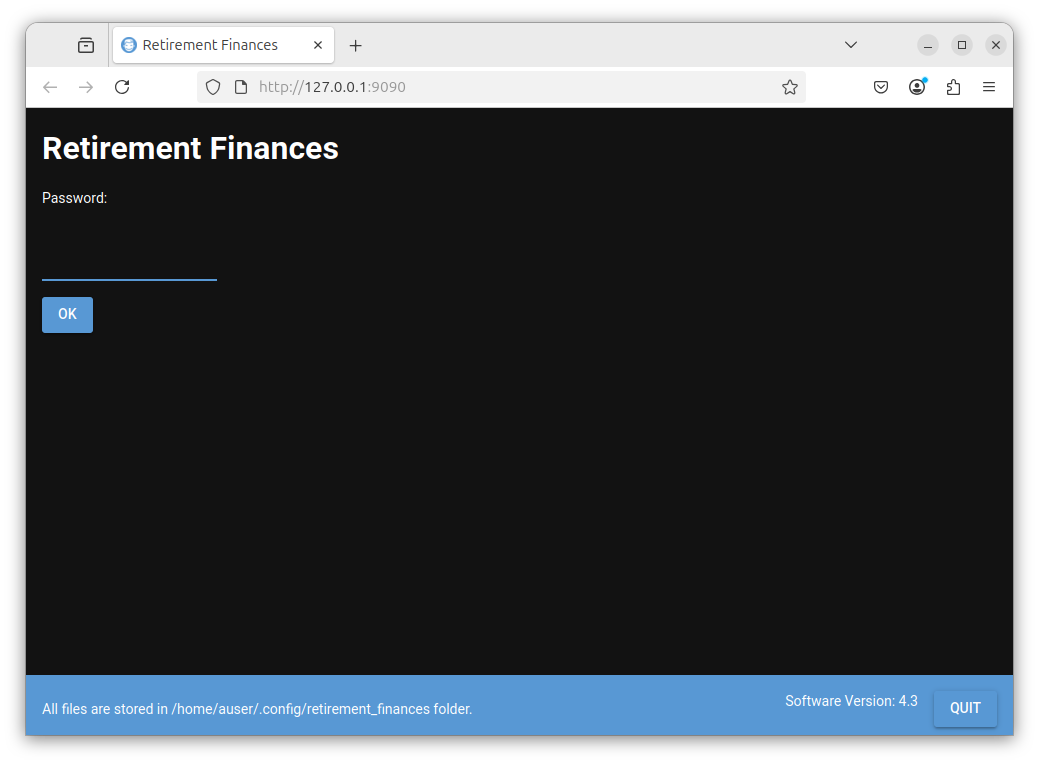 Retirement Finances
http://127.0.0.1:9090
Retirement Finances
Password:
OK
All files are stored in /home/auser/.config/retirement_finances folder.
Software Version: 4.3
QUIT